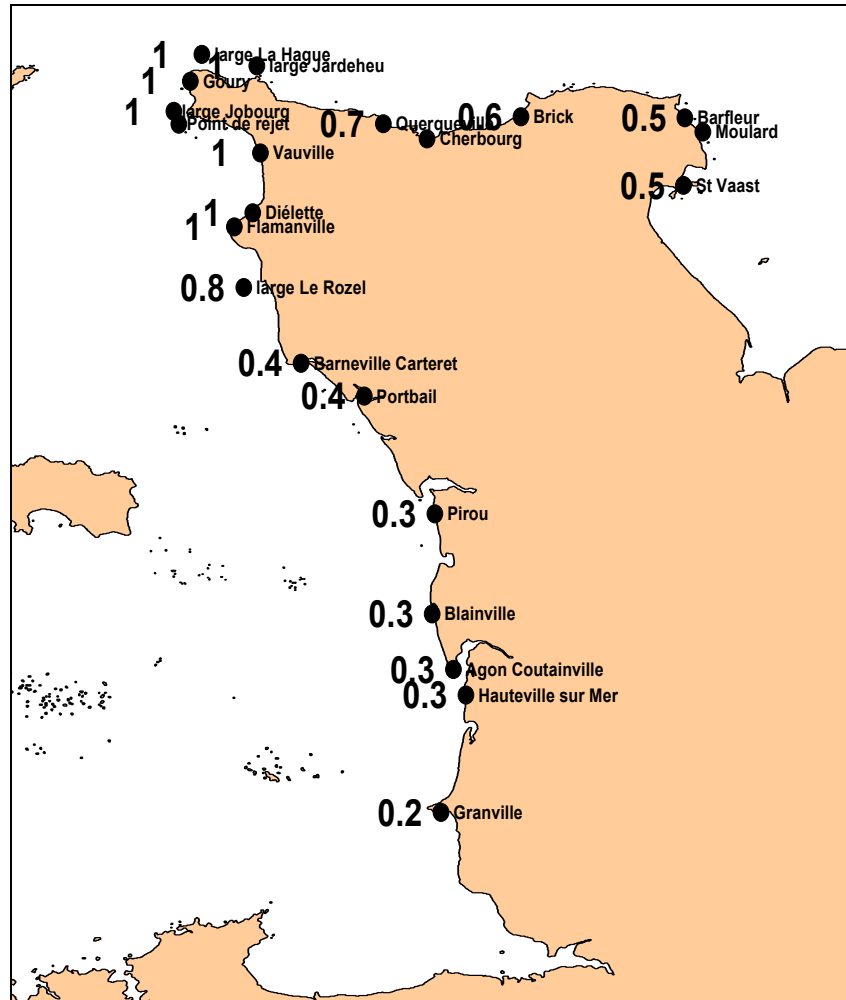 1 large La Hague
1 large Jardeheu
1 Goury
1 large Jobourg
Point de rejet
0.7 Querqueville
Cherbourg
0.6 Brick
0.5 Barfleur
Moulard
1 Vauville
0.5 St Vaast
1 Diélette
1 Flamanville
0.8 large Le Rozel
0.4 Barneville Carteret
0.4 Portbail
0.3 Pirou
0.3 Blainville
0.3 Agon Coutainville
0.3 Hauteville sur Mer
0.2 Granville